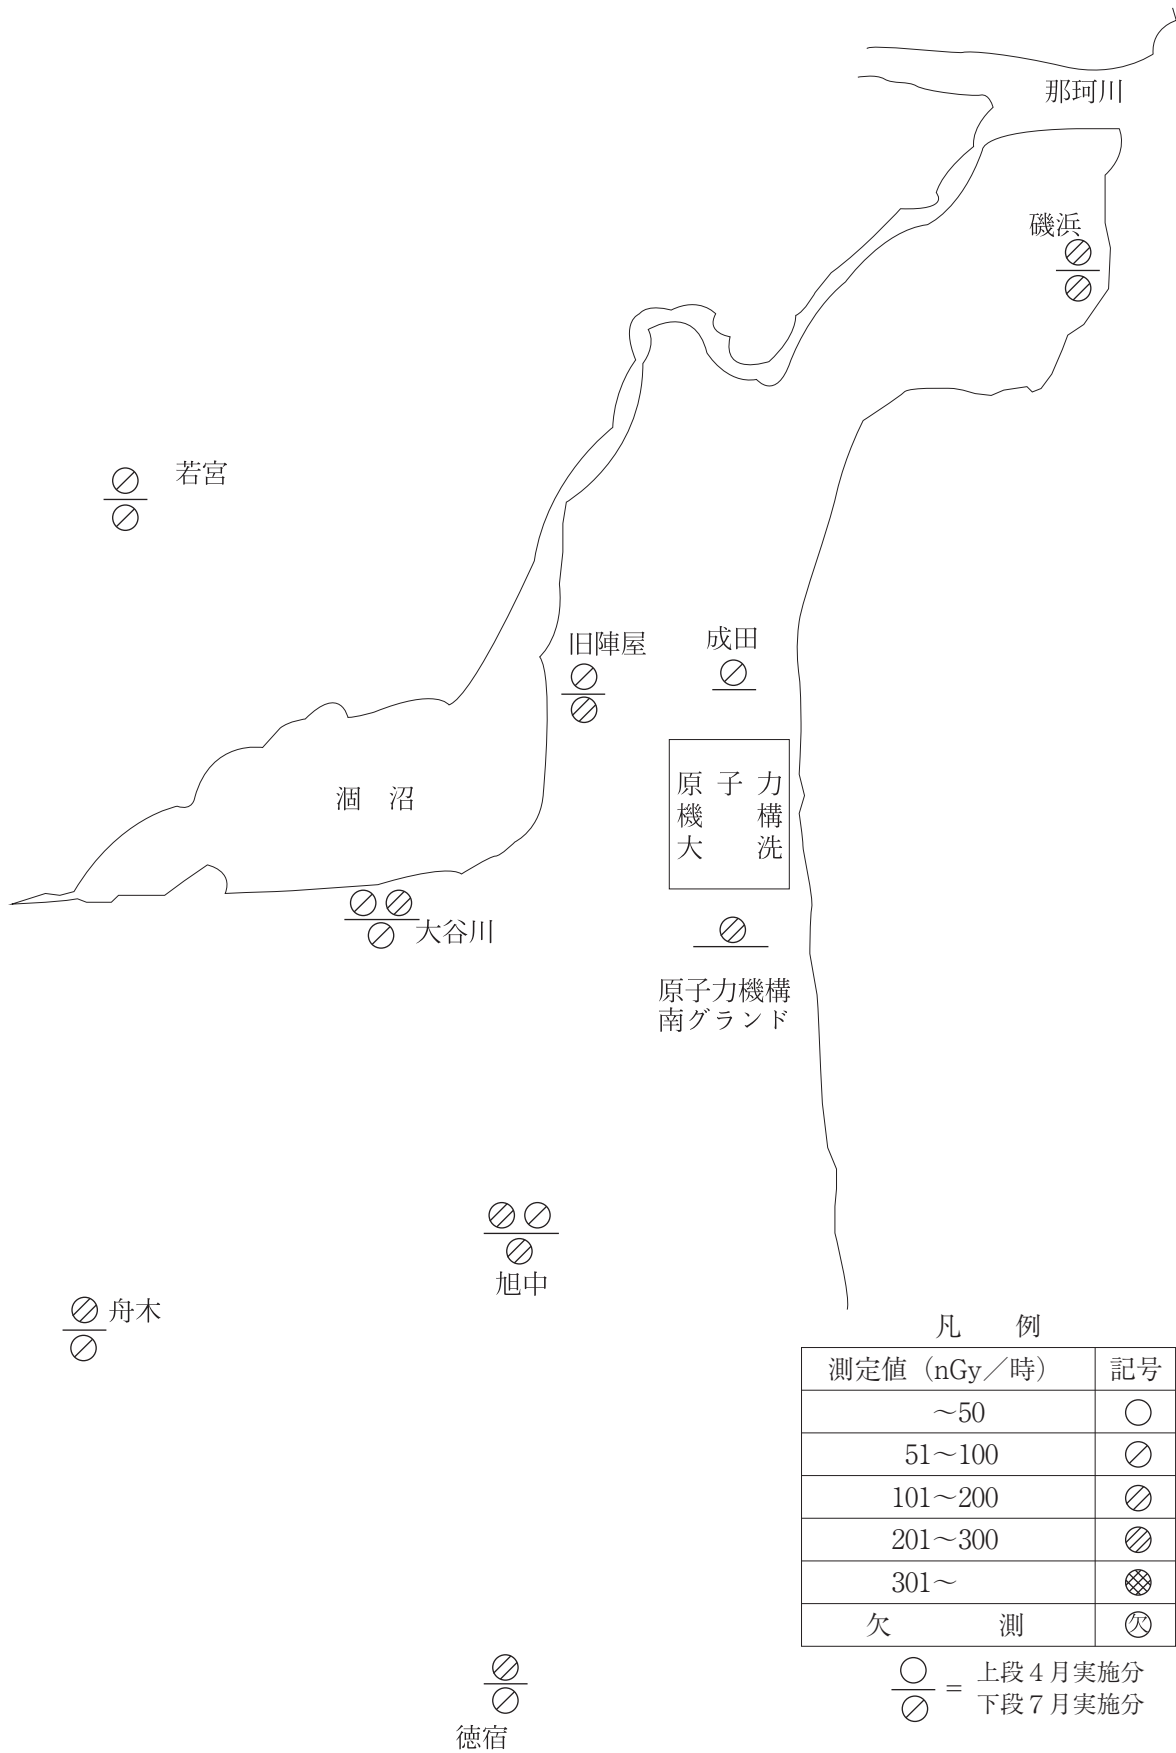 那珂川
磯浜
若宮
旧陣屋
成田
原子力
機構
大洗
涸沼
大谷川
原子力機構
南グランド
旭中
舟木
凡例
測定値（nGy／時） 記号
～50
51～100
101～200
201～300
301～
欠測 欠
= 上段４月実施分
下段７月実施分
徳宿